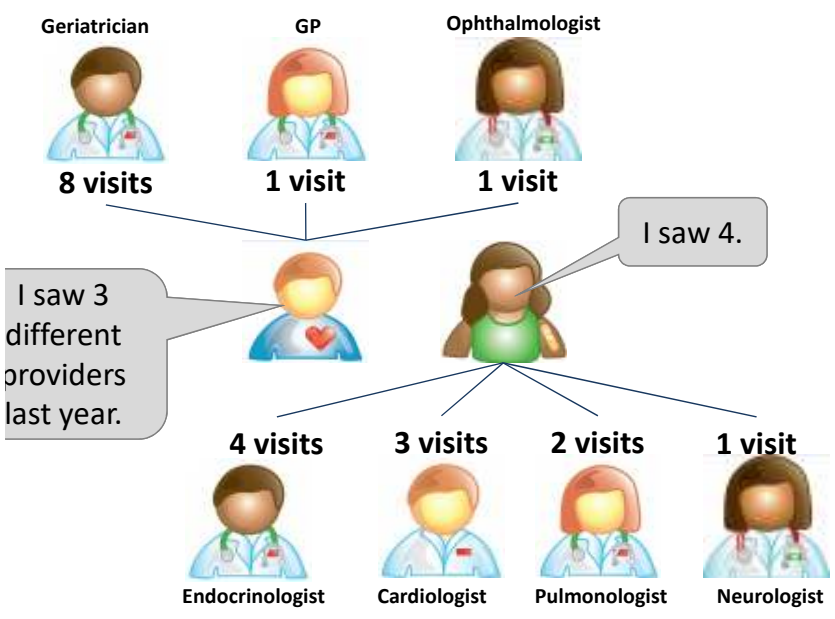 Geriatrician
GP
Ophthalmologist
8 visits
1 visit
1 visit
I saw 4.
I saw 3
different
providers
last year.
4 visits
3 visits
2 visits
1 visit
Endocrinologist
Cardiologist
Pulmonologist
Neurologist